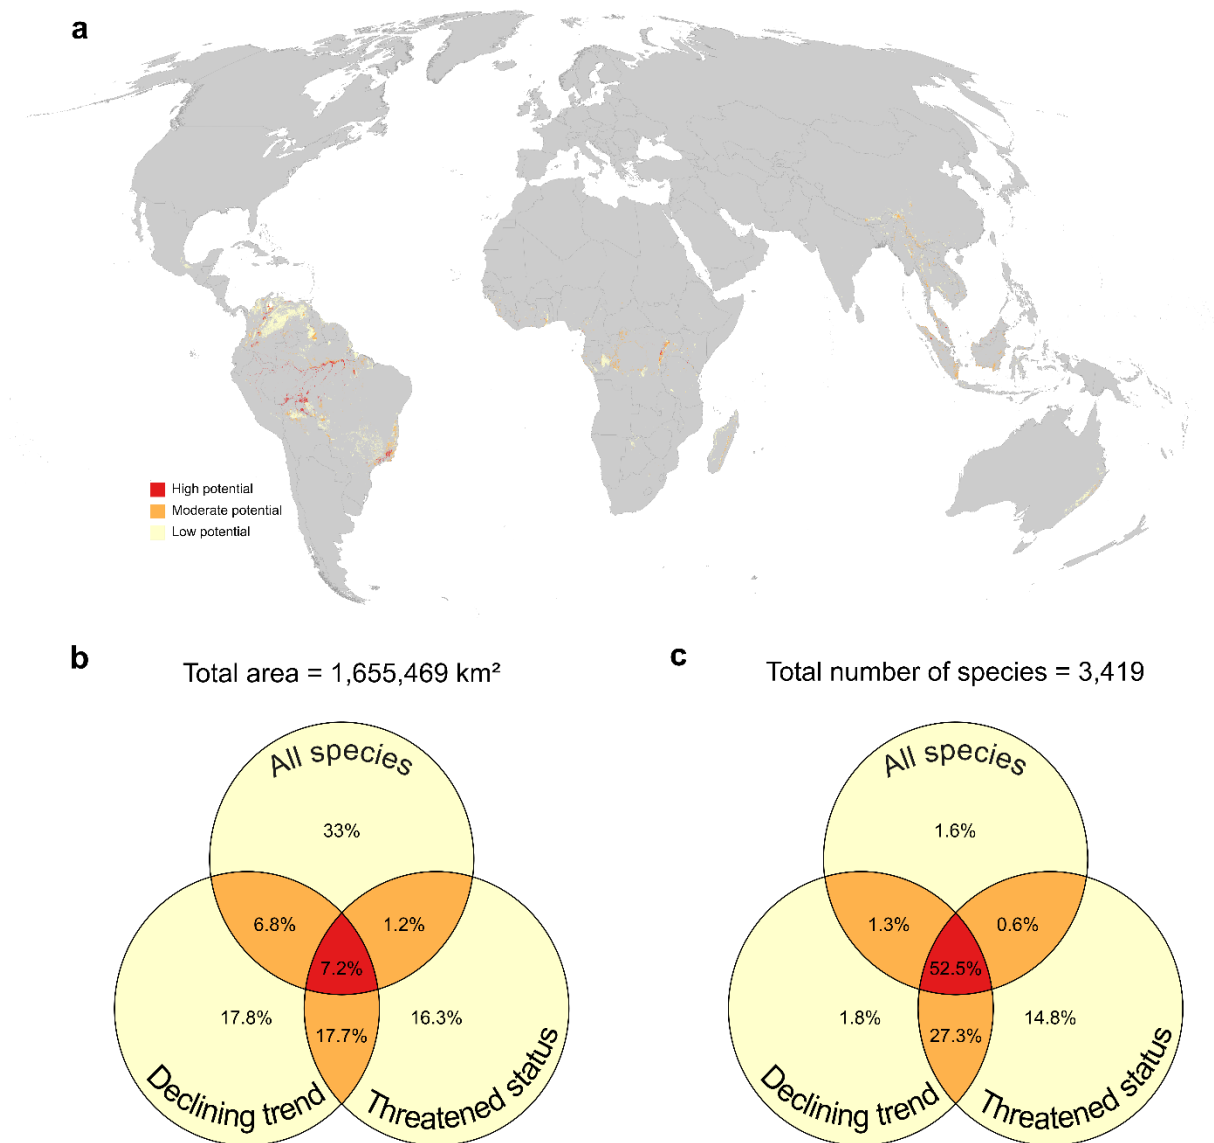 a
High potential
Moderate potential
Low potential
b
Total area = 1,655,469 km²
All species
33%
6.8%
1.2%
7.2%
17.8%
17.7%
16.3%
Declining trend
Threatened status
c
Total number of species = 3,419
All species
1.6%
1.3%
0.6%
52.5%
1.8%
27.3%
14.8%
Declining trend
Threatened status